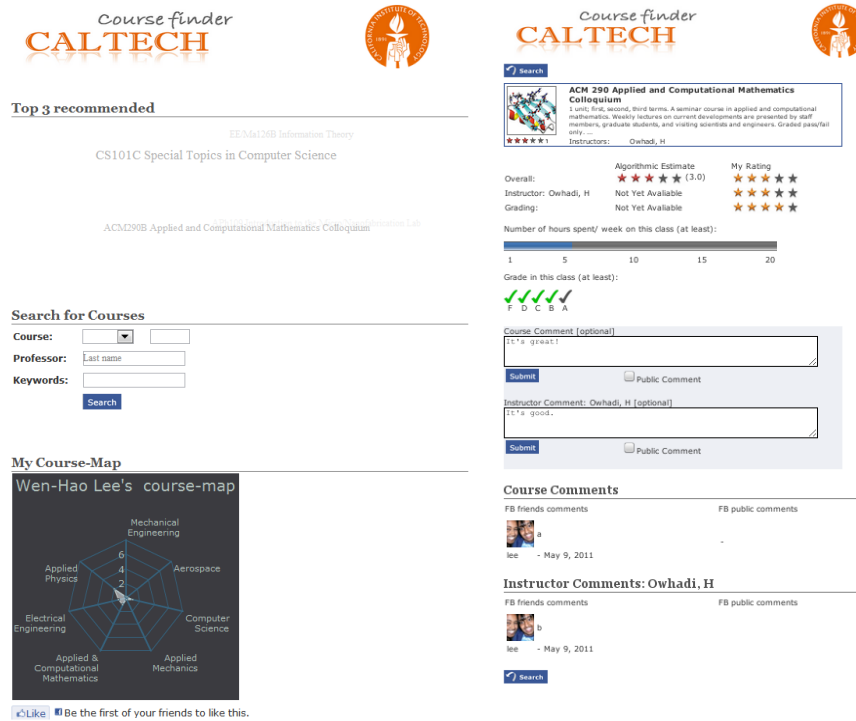 Course finder
CALTECH
CALIFORNIA INSTITUTE OF TECHNOLOGY
1891
Top 3 recommended
EE/Ma126B Information Theory
CS101C Special Topics in Computer Science
ACM290B Applied and Computational Mathematics Colloquium
Search for Courses
Course:
Professor: Last name
Keywords:
Search
My Course-Map
Wen-Hao Lee's course-map
Mechanical
Engineering
6
4
2
Applied
Physics
Aerospace
Electrical
Engineering
Computer
Science
Applied &
Computational
Mathematics
Applied
Mechanics
Like Be the first of your friends to like this.
Course finder
CALTECH
Search
ACM 290 Applied and Computational Mathematics
Colloquium
1 unit; first, second, third terms. A seminar course in applied and computational
mathematics. Weekly lectures on current developments are presented by staff
members, graduate students, and visiting scientists and engineers. Graded pass/fail
only. ...
Instructors: Owhadi, H
Algorithmic Estimate My Rating
Overall: (3.0)
Instructor: Owhadi, H Not Yet Avaliable
Grading: Not Yet Avaliable
Number of hours spent/ week on this class (at least):
1 5 10 15 20
Grade in this class (at least):
F D C B A
Course Comment [optional]
It's great!
Submit Public Comment
Instructor Comment: Owhadi, H [optional]
It's good.
Submit Public Comment
Course Comments
FB friends comments FB public comments
a
-
lee - May 9, 2011
Instructor Comments: Owhadi, H
FB friends comments FB public comments
b
lee - May 9, 2011
Search